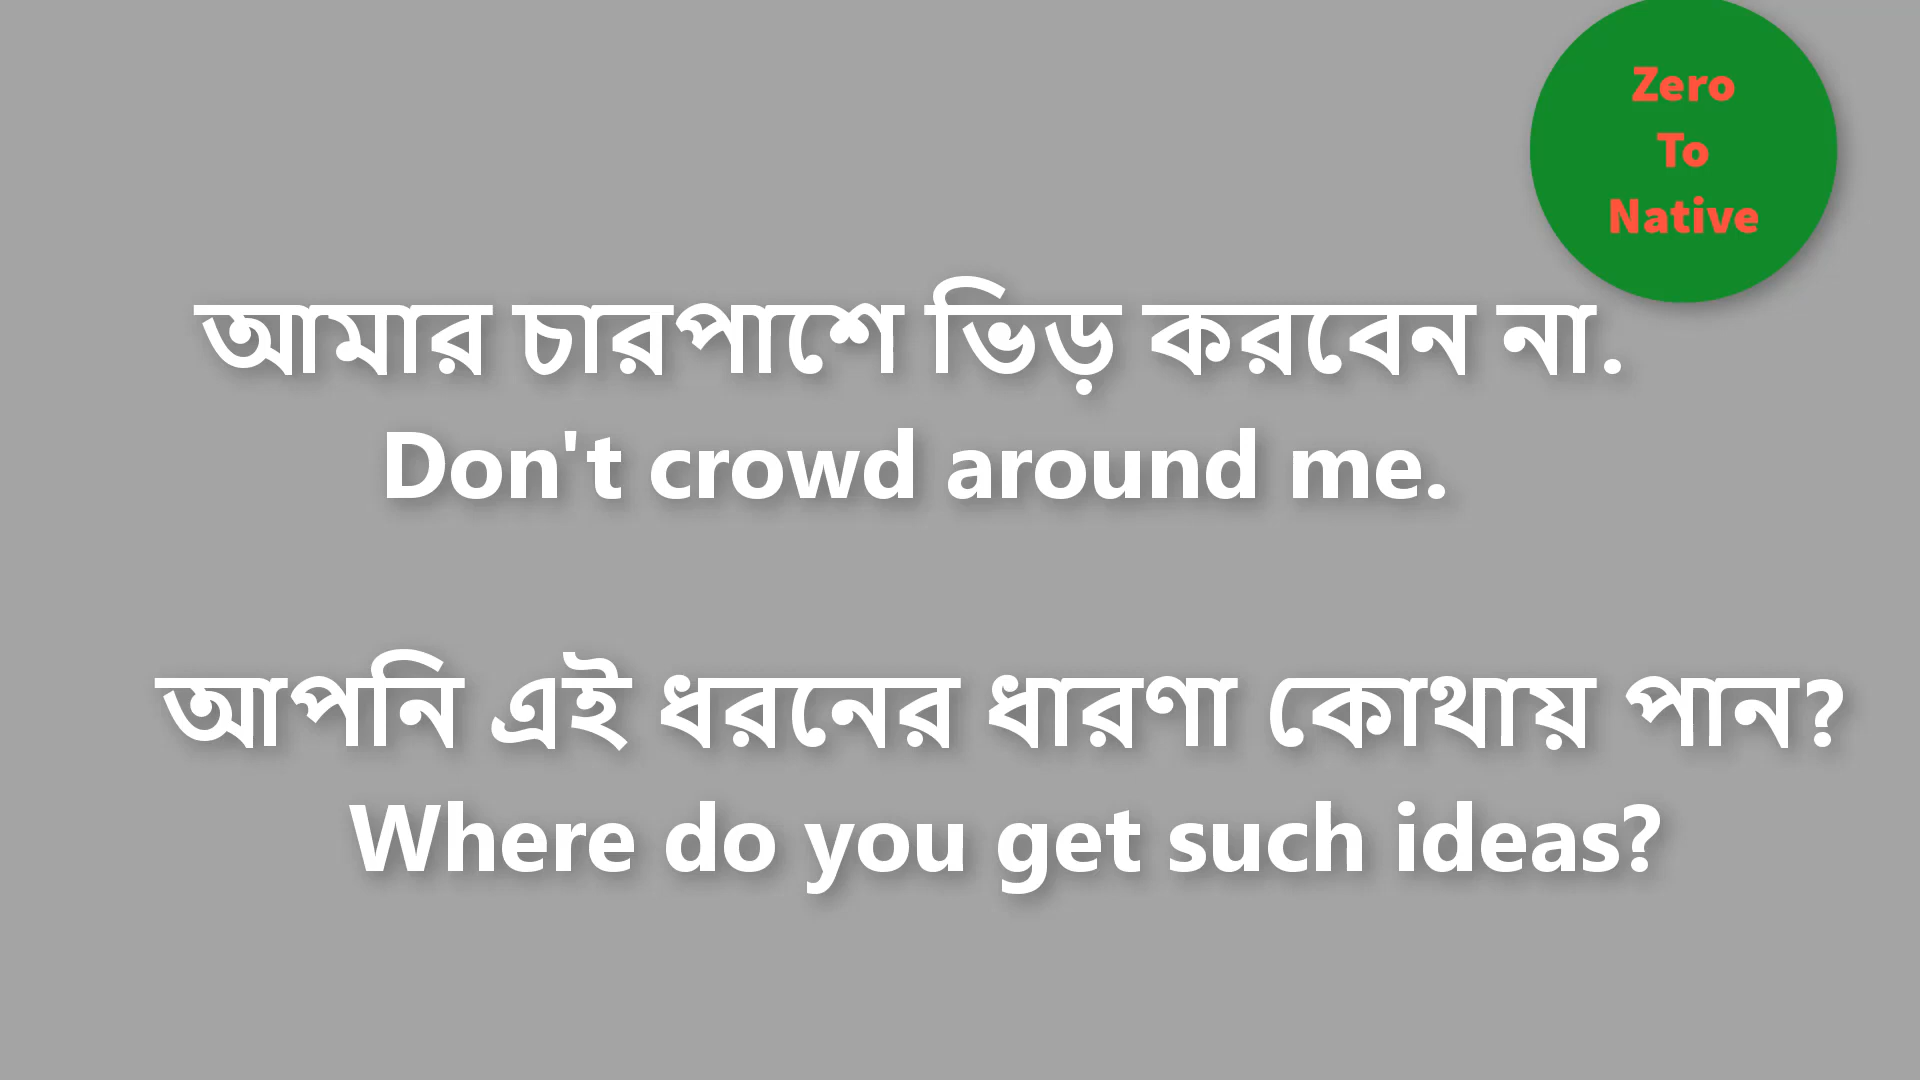 Zero
To
Native
আমার চারপাশে ভিড় করবেন না.
Don't crowd around me.
আপনি এই ধরনের ধারণা কোথায় পান?
Where do you get such ideas?